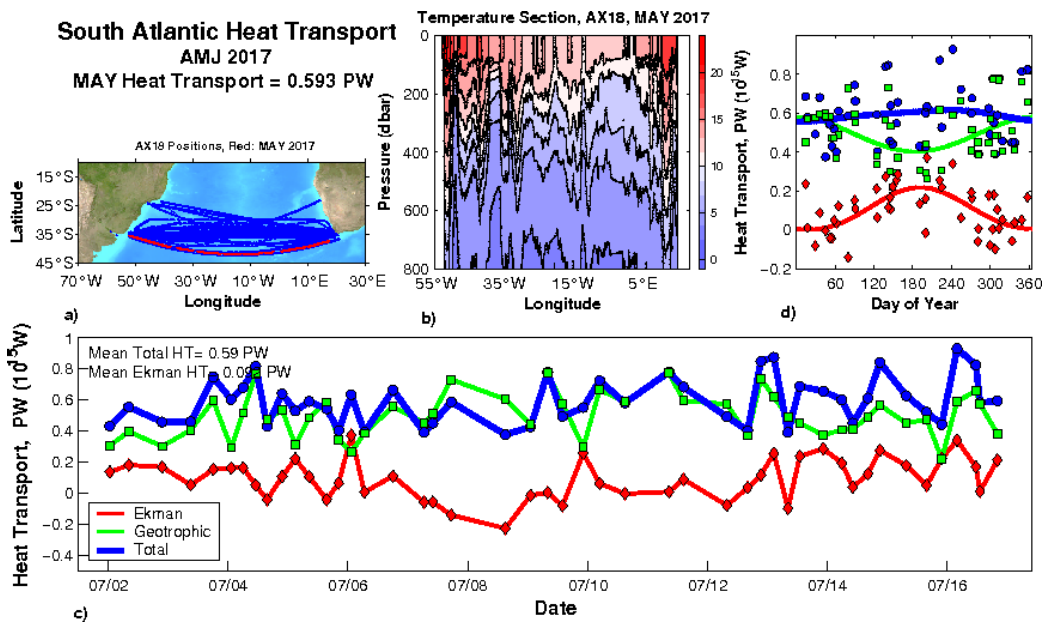 South Atlantic Heat Transport
AMJ 2017
MAY Heat Transport = 0.593 PW
AX18 Positions, Red: MAY 2017
15°S
25°S
35°S
45°S
70°W 50°W 30°W 10°W 10°E 30°E
Latitude
Longitude
a)
Temperature Section, AX18, MAY 2017
0
200
400
600
800
Pressure (dbar)
55°W 35°W 15°W 5°E
Longitude
20
15
10
5
0
b)
Heat Transport, PW (10¹⁵W)
1
0.8
0.6
0.4
0.2
0
−0.2
60 120 180 240 300 360
Day of Year
d)
Heat Transport, PW (10¹⁵W)
1
0.8
0.6
0.4
0.2
0
−0.2
−0.4
Mean Total HT= 0.59 PW
Mean Ekman HT PW
Ekman
Geotrophic
Total
07/02 07/04 07/06 07/08 07/10 07/12 07/14 07/16
Date
c)